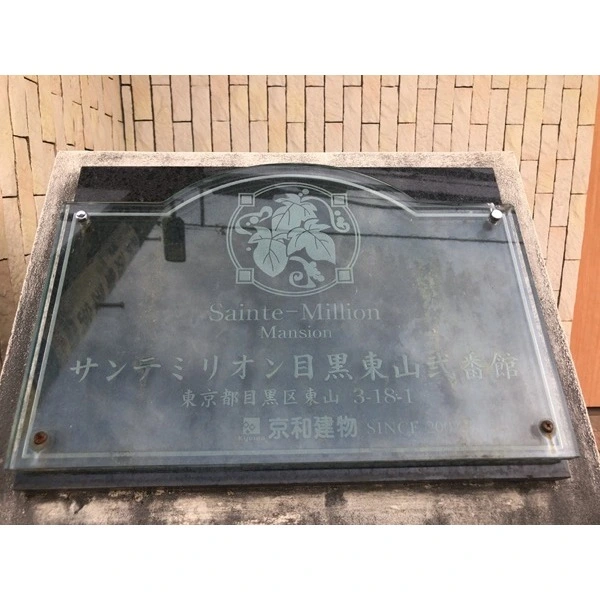 Sainte-Million
Mansion
サンテミリオン目黒東山弐番館
東京都目黒区東山 3-18-1
京和建物 SINCE